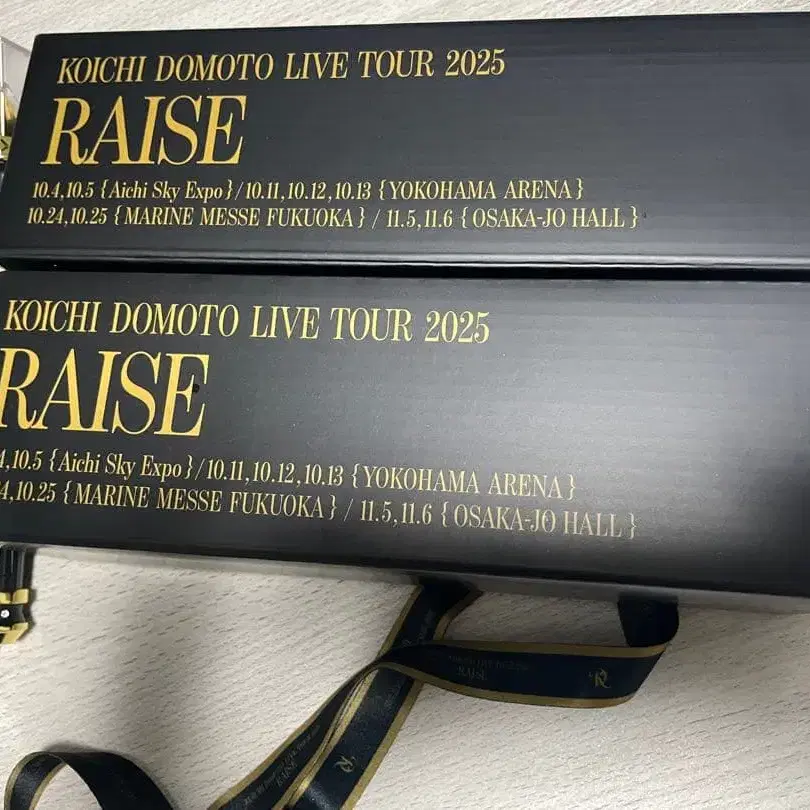 KOICHI DOMOTO LIVE TOUR 2025
RAISE
10.4,10.5 {Aichi Sky Expo}/10.11,10.12,10.13 {YOKOHAMA ARENA}
10.24,10.25 {MARINE MESSE FUKUOKA} / 11.5,11.6 {OSAKA-JO HALL}
KOICHI DOMOTO LIVE TOUR 2025
RAISE
4,10.5 {Aichi Sky Expo}/10.11,10.12,10.13 {YOKOHAMA ARENA}
4,10.25 {MARINE MESSE FUKUOKA} / 11.5,11.6 {OSAKA-JO HALL}
RAISE
R
R
RAISE